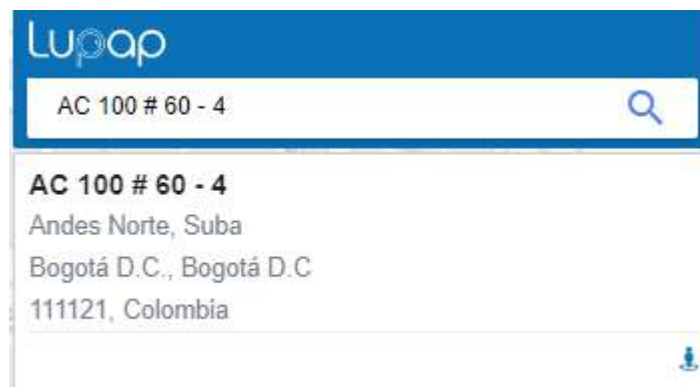 Lupap
AC 100 # 60 - 4
AC 100 # 60 - 4
Andes Norte, Suba
Bogotá D.C., Bogotá D.C
111121, Colombia